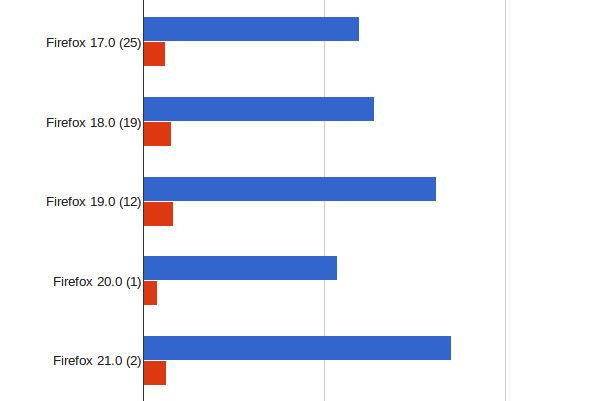 Firefox 17.0 (25)
Firefox 18.0 (19)
Firefox 19.0 (12)
Firefox 20.0 (1)
Firefox 21.0 (2)